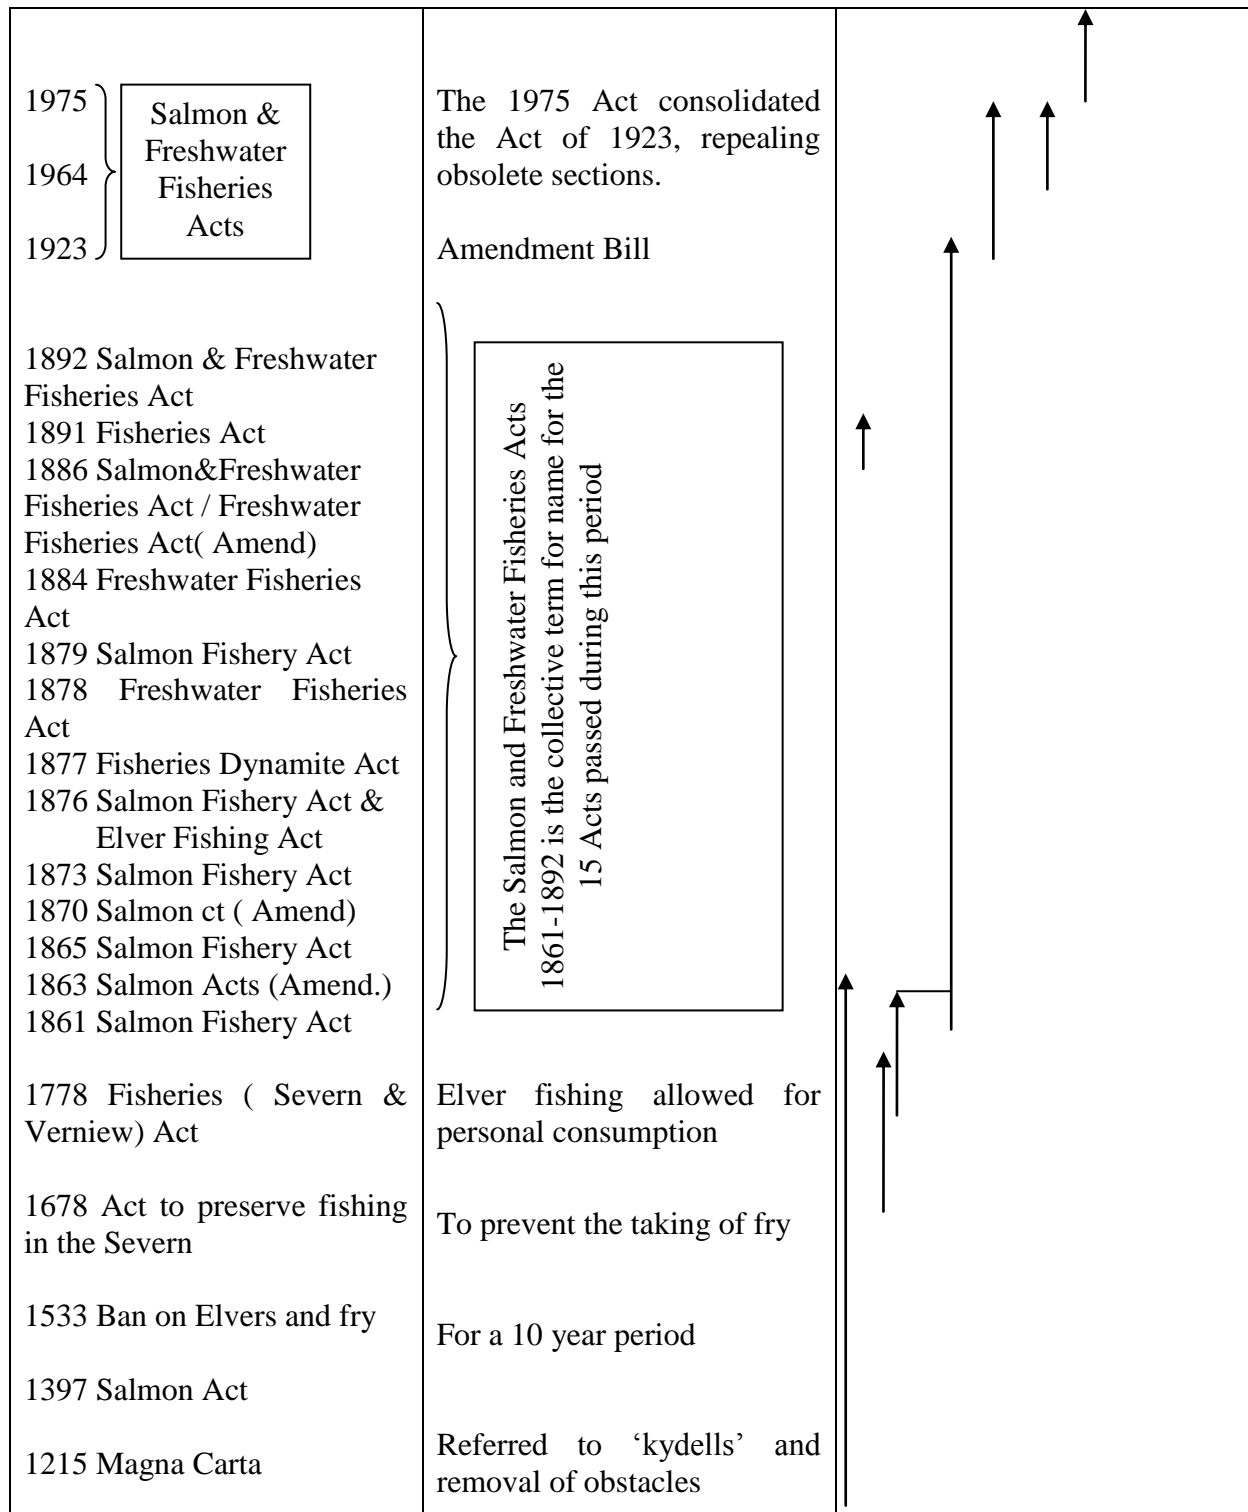 1975
1964
1923
Salmon &
Freshwater
Fisheries
Acts
1892 Salmon & Freshwater
Fisheries Act
1891 Fisheries Act
1886 Salmon&Freshwater
Fisheries Act / Freshwater
Fisheries Act( Amend)
1884 Freshwater Fisheries
Act
1879 Salmon Fishery Act
1878 Freshwater Fisheries
Act
1877 Fisheries Dynamite Act
1876 Salmon Fishery Act &
Elver Fishing Act
1873 Salmon Fishery Act
1870 Salmon ct ( Amend)
1865 Salmon Fishery Act
1863 Salmon Acts (Amend.)
1861 Salmon Fishery Act
1778 Fisheries ( Severn &
Verniew) Act
1678 Act to preserve fishing
in the Severn
1533 Ban on Elvers and fry
1397 Salmon Act
1215 Magna Carta
The 1975 Act consolidated
the Act of 1923, repealing
obsolete sections.
Amendment Bill
The Salmon and Freshwater Fisheries Acts
1861-1892 is the collective term for name for the
15 Acts passed during this period
Elver fishing allowed for
personal consumption
To prevent the taking of fry
For a 10 year period
Referred to ‘kydells’ and
removal of obstacles